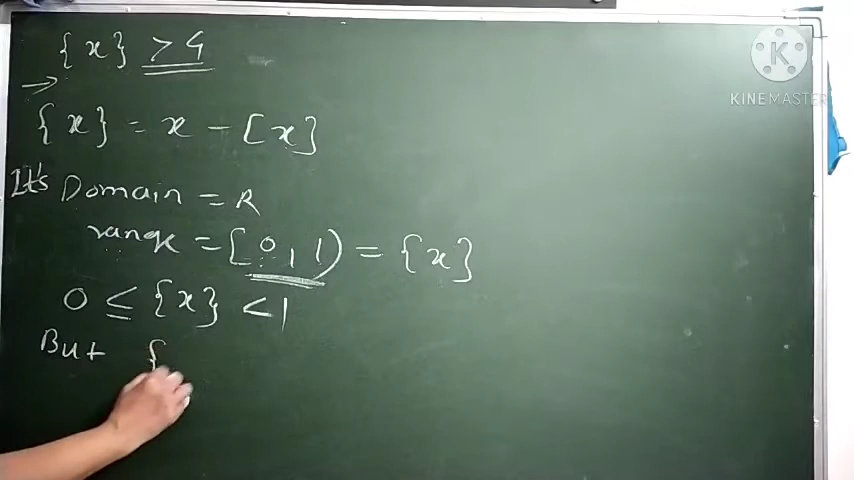 {x} > 4
→
{x} = x - [x]
It's Domain = R
range = [0, 1) = {x}
0 ≤ {x} < 1
But {
K
KINEMASTER